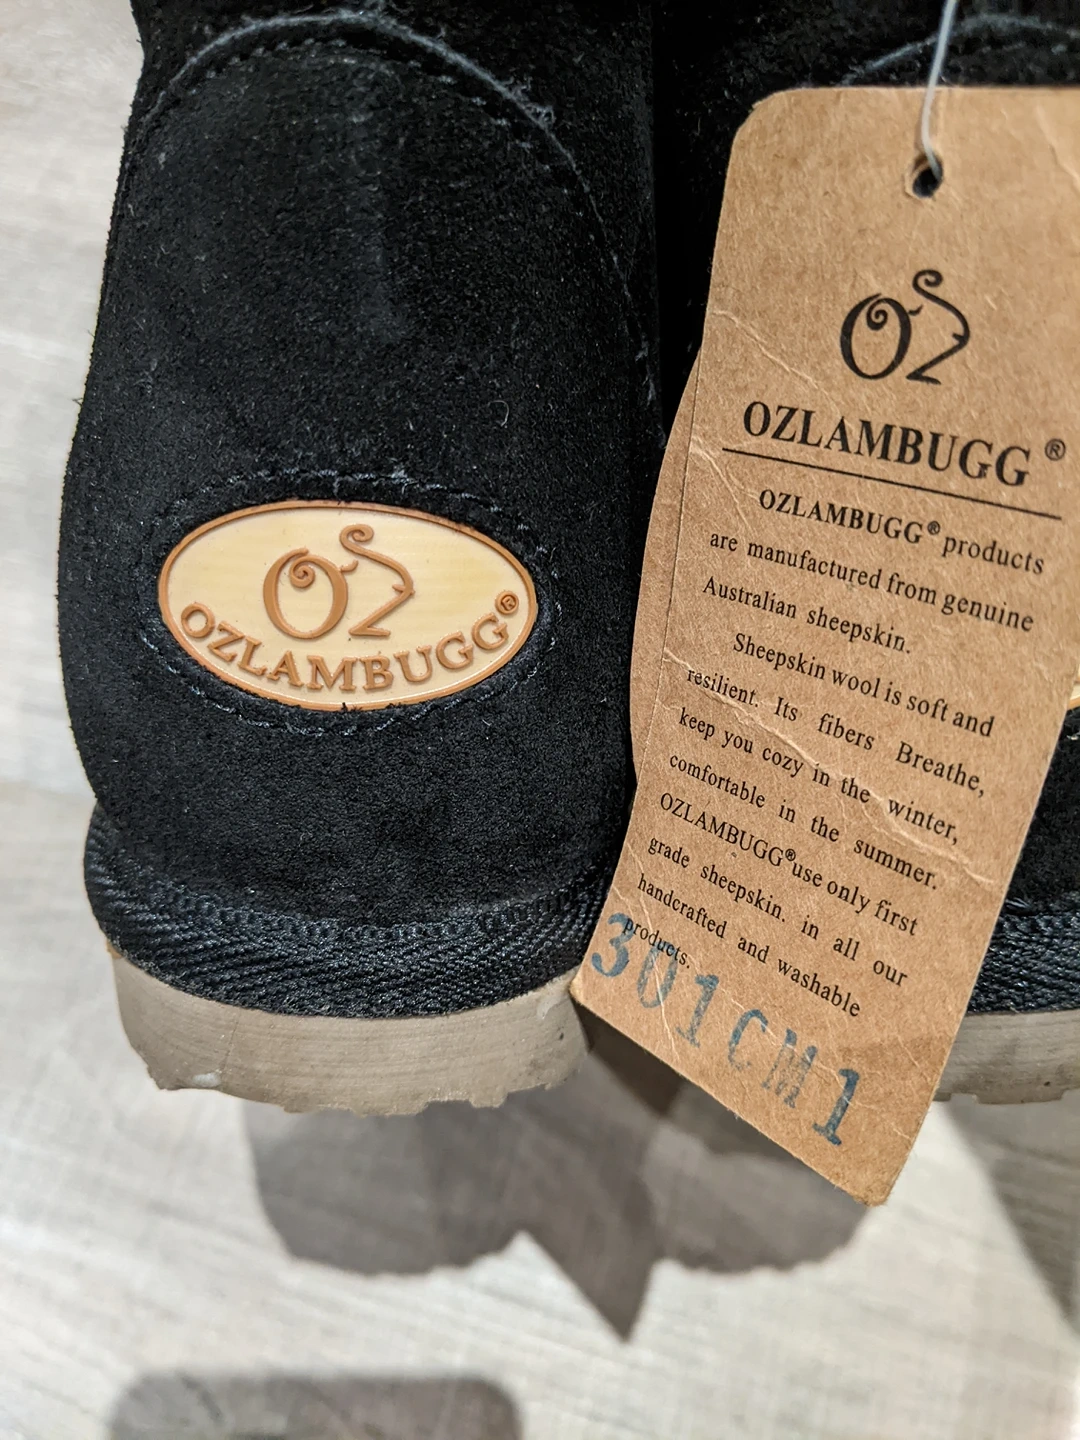 OZ
OZLAMBUGG®
OZ
OZLAMBUGG®
OZLAMBUGG® products
are manufactured from genuine
Australian sheepskin.
Sheepskin wool is soft and
resilient. Its fibers Breathe,
keep you cozy in the winter,
comfortable in the summer.
OZLAMBUGG® use only first
grade sheepskin. in all our
handcrafted and washable
products.
301CM1